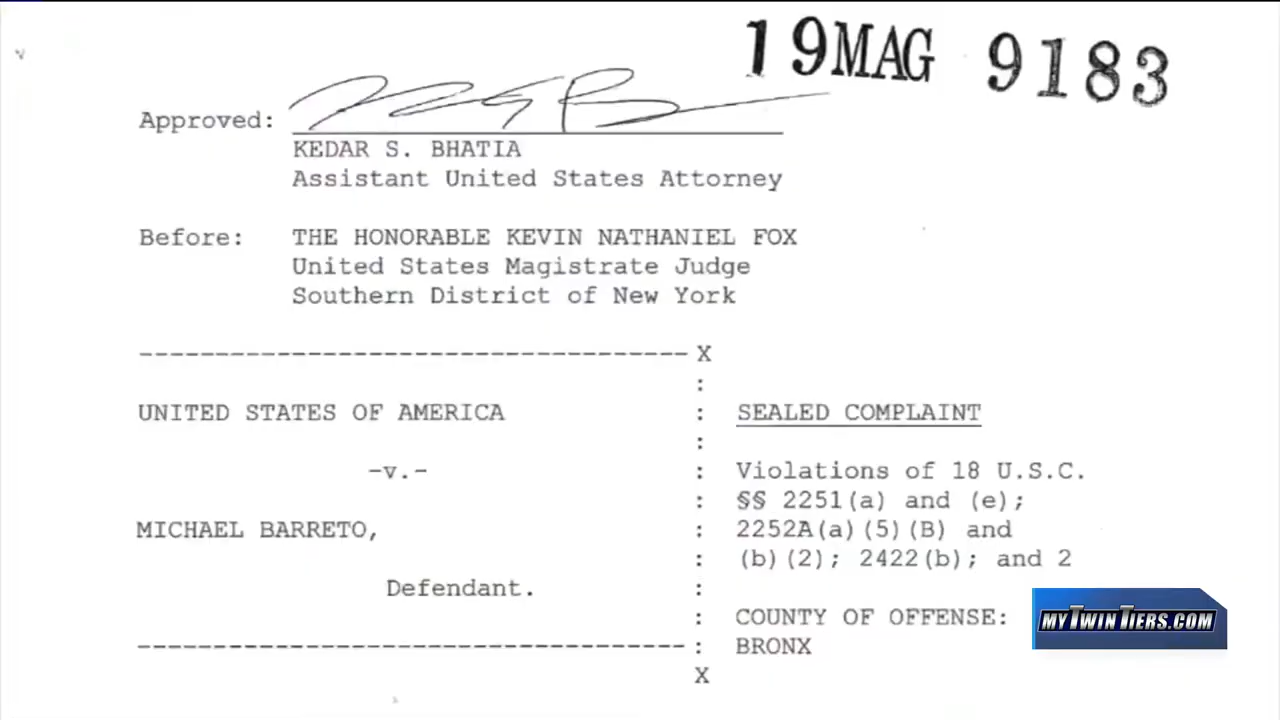 19MAG 9183
Approved:
KEDAR S. BHATIA
Assistant United States Attorney
Before: THE HONORABLE KEVIN NATHANIEL FOX
United States Magistrate Judge
Southern District of New York
------------------------------------ X
:
UNITED STATES OF AMERICA : SEALED COMPLAINT
:
-v.- : Violations of 18 U.S.C.
: §§ 2251(a) and (e);
MICHAEL BARRETO, : 2252A(a)(5)(B) and
: (b)(2); 2422(b); and 2
Defendant. :
: COUNTY OF OFFENSE:
------------------------------------ : BRONX
X
MYTWINTIERS.COM